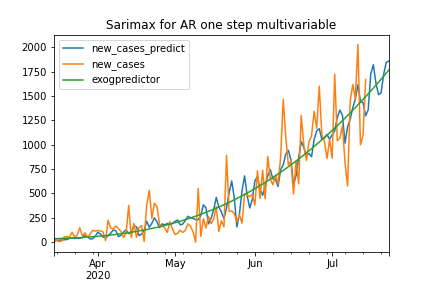 Sarimax for AR one step multivariable
new_cases_predict
new_cases
exogpredictor
2000
1750
1500
1250
1000
750
500
250
0
Apr
2020
May
Jun
Jul